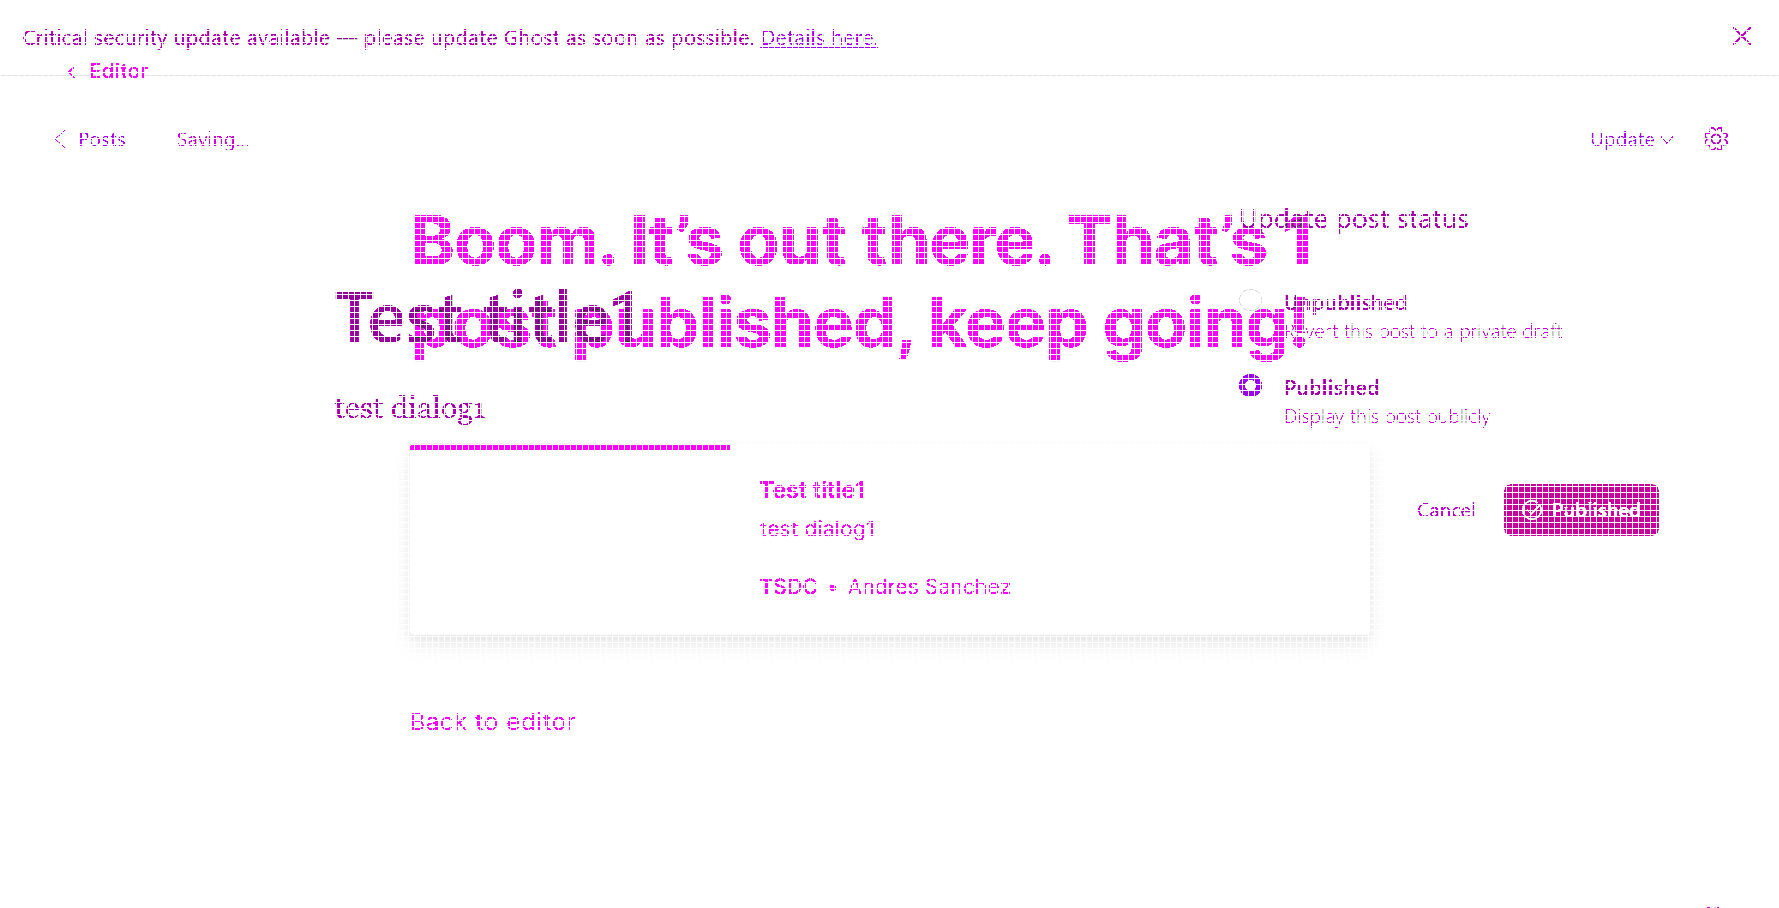 Critical security update available — please update Ghost as soon as possible. Details here.
Editor
Posts
Saving...
Update
Boom. It's out there. That's 1
post published, keep going!
Test title1
test dialog1
Update post status
Unpublished
Revert this post to a private draft
Published
Display this post publicly
Cancel
Published
Test title1
test dialog1
TSDC • Andres Sanchez
Back to editor